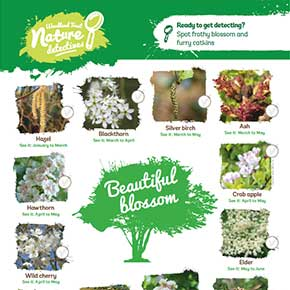 Woodland Trust
Nature
detectives
Ready to get detecting?
Spot frothy blossom and
furry catkins
Hazel
See it: January to March
Blackthorn
See it: March to April
Silver birch
See it: March to May
Ash
See it: March to May
Hawthorn
See it: April to May
Beautiful
blossom
Crab apple
See it: April to May
Wild cherry
See it: April to May
Elder
See it: May to June